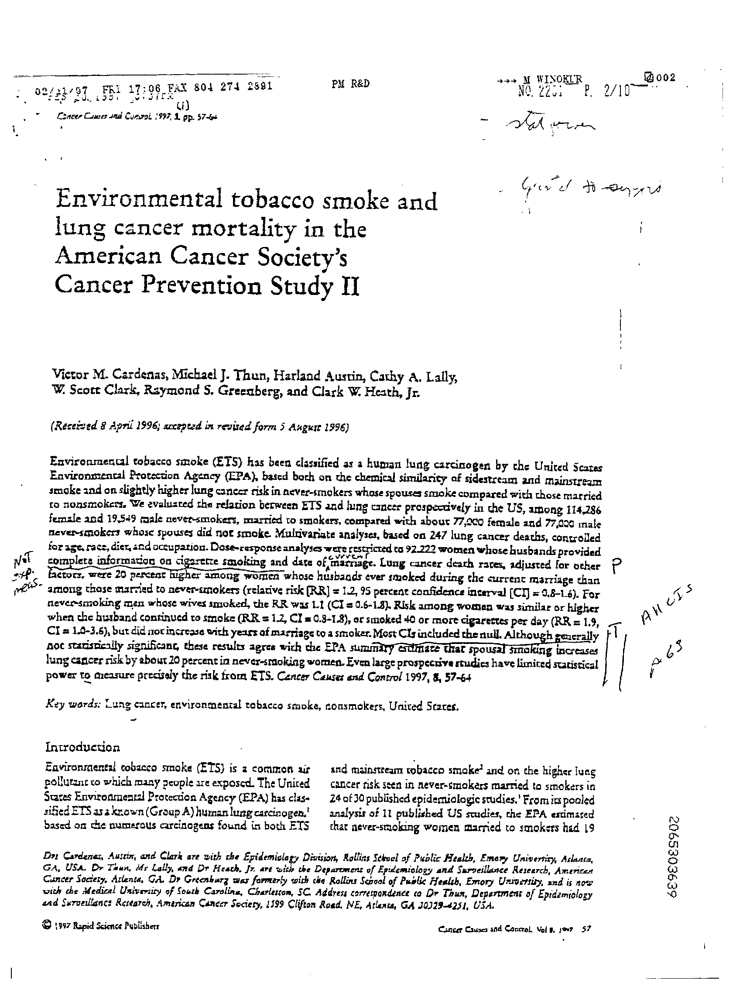 02/21/97 FRI 17:06 FAX 804 274 2891 PM R&D →→→ M WINOKUR 002
NO. 2201 P. 2/10
(i)
Cancer Causes and Control, 1997, 8, pp. 57-64
stat power
Environmental tobacco smoke and
lung cancer mortality in the
American Cancer Society's
Cancer Prevention Study II
Victor M. Cardenas, Michael J. Thun, Harland Austin, Cathy A. Lally,
W. Scott Clark, Raymond S. Greenberg, and Clark W. Heath, Jr.
(Received 8 April 1996; accepted in revised form 5 August 1996)
Environmental tobacco smoke (ETS) has been classified as a human lung carcinogen by the United States
Environmental Protection Agency (EPA), based both on the chemical similarity of sidestream and mainstream
smoke and on slightly higher lung cancer risk in never-smokers whose spouses smoke compared with those married
to nonsmokers. We evaluated the relation between ETS and lung cancer prospectively in the US, among 114,286
female and 19,549 male never-smokers, married to smokers, compared with about 77,000 female and 77,000 male
never-smokers whose spouses did not smoke. Multivariate analyses, based on 247 lung cancer deaths, controlled
for age, race, diet, and occupation. Dose-response analyses were restricted to 92,222 women whose husbands provided
current
complete information on cigarette smoking and date of marriage. Lung cancer death rates, adjusted for other
factors, were 20 percent higher among women whose husbands ever smoked during the current marriage than
among those married to never-smokers (relative risk [RR] = 1.2, 95 percent confidence interval [CI] = 0.8-1.6). For
never-smoking men whose wives smoked, the RR was 1.1 (CI = 0.6-1.8). Risk among women was similar or higher
when the husband continued to smoke (RR = 1.2, CI = 0.8-1.8), or smoked 40 or more cigarettes per day (RR = 1.9,
CI = 1.0-3.6), but did not increase with years of marriage to a smoker. Most CIs included the null. Although generally
not statistically significant, these results agree with the EPA summary estimate that spousal smoking increases
lung cancer risk by about 20 percent in never-smoking women. Even large prospective studies have limited statistical
power to measure precisely the risk from ETS. Cancer Causes and Control 1997, 8, 57-64
NOT
exp.
meas.
P
T
p 63
Key words: Lung cancer, environmental tobacco smoke, nonsmokers, United States.
Introduction
Environmental tobacco smoke (ETS) is a common air
pollutant to which many people are exposed. The United
States Environmental Protection Agency (EPA) has clas-
sified ETS as a known (Group A) human lung carcinogen,¹
based on the numerous carcinogens found in both ETS
and mainstream tobacco smoke² and on the higher lung
cancer risk seen in never-smokers married to smokers in
24 of 30 published epidemiologic studies.¹ From its pooled
analysis of 11 published US studies, the EPA estimated
that never-smoking women married to smokers had 19
Drs Cardenas, Austin, and Clark are with the Epidemiology Division, Rollins School of Public Health, Emory University, Atlanta,
GA, USA. Dr Thun, Ms Lally, and Dr Heath, Jr. are with the Department of Epidemiology and Surveillance Research, American
Cancer Society, Atlanta, GA. Dr Greenburg was formerly with the Rollins School of Public Health, Emory University, and is now
with the Medical University of South Carolina, Charleston, SC. Address correspondence to Dr Thun, Department of Epidemiology
and Surveillance Research, American Cancer Society, 1599 Clifton Road, NE, Atlanta, GA 30329-4251, USA.
© 1997 Rapid Science Publishers
Cancer Causes and Control. Vol 8. 1997 57
2065303639